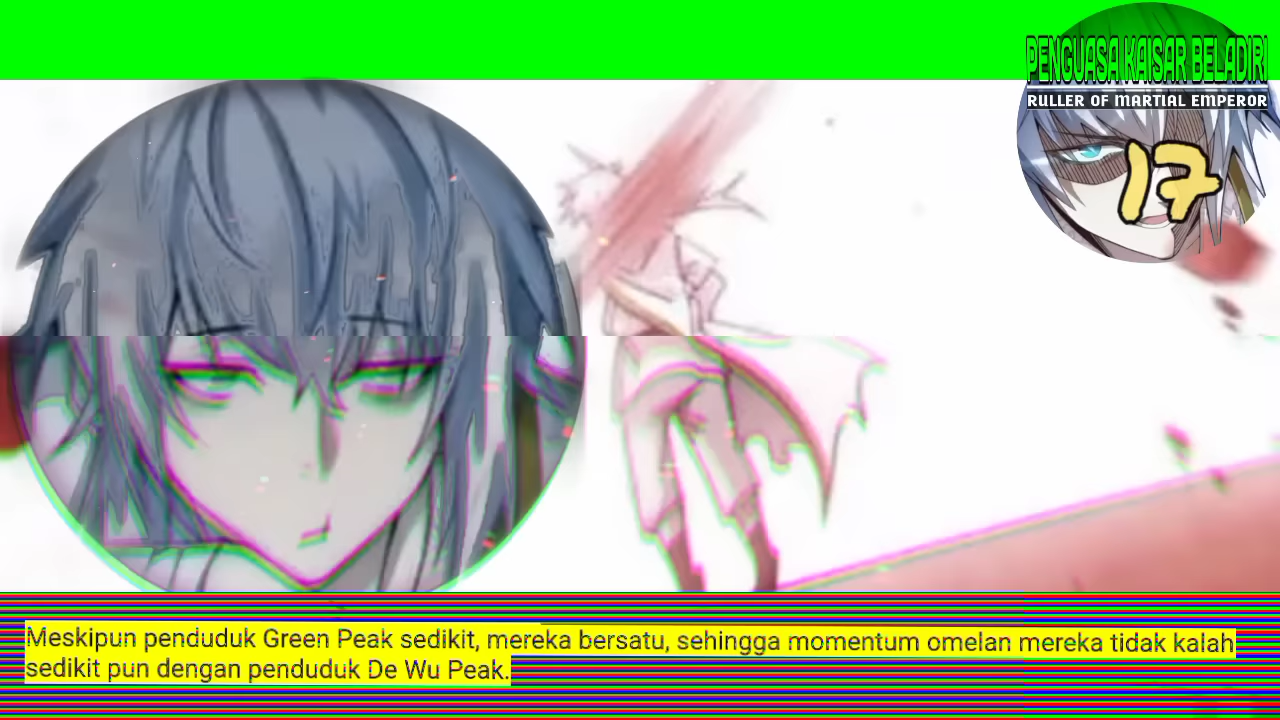 PENGUASA KAISAR BELADIRI
RULLER OF MARTIAL EMPEROR
17
Meskipun penduduk Green Peak sedikit, mereka bersatu, sehingga momentum omelan mereka tidak kalah
sedikit pun dengan penduduk De Wu Peak.